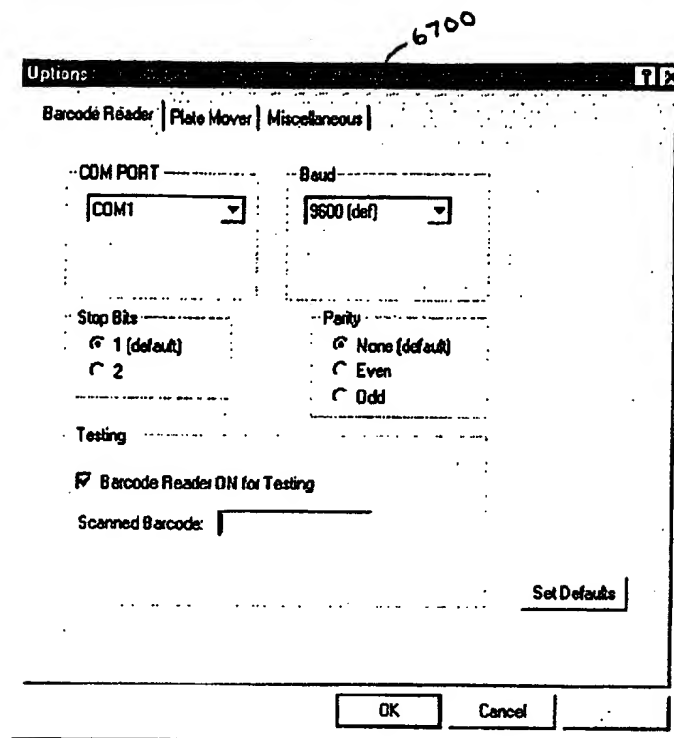 6700
Options
Barcode Reader Plate Mover Miscellaneous
COM PORT Baud
COM1 9600 (def)
Stop Bits Parity
1 (default) None (default)
2 Even
Odd
Testing
Barcode Reader ON for Testing
Scanned Barcode:
Set Defaults
OK Cancel